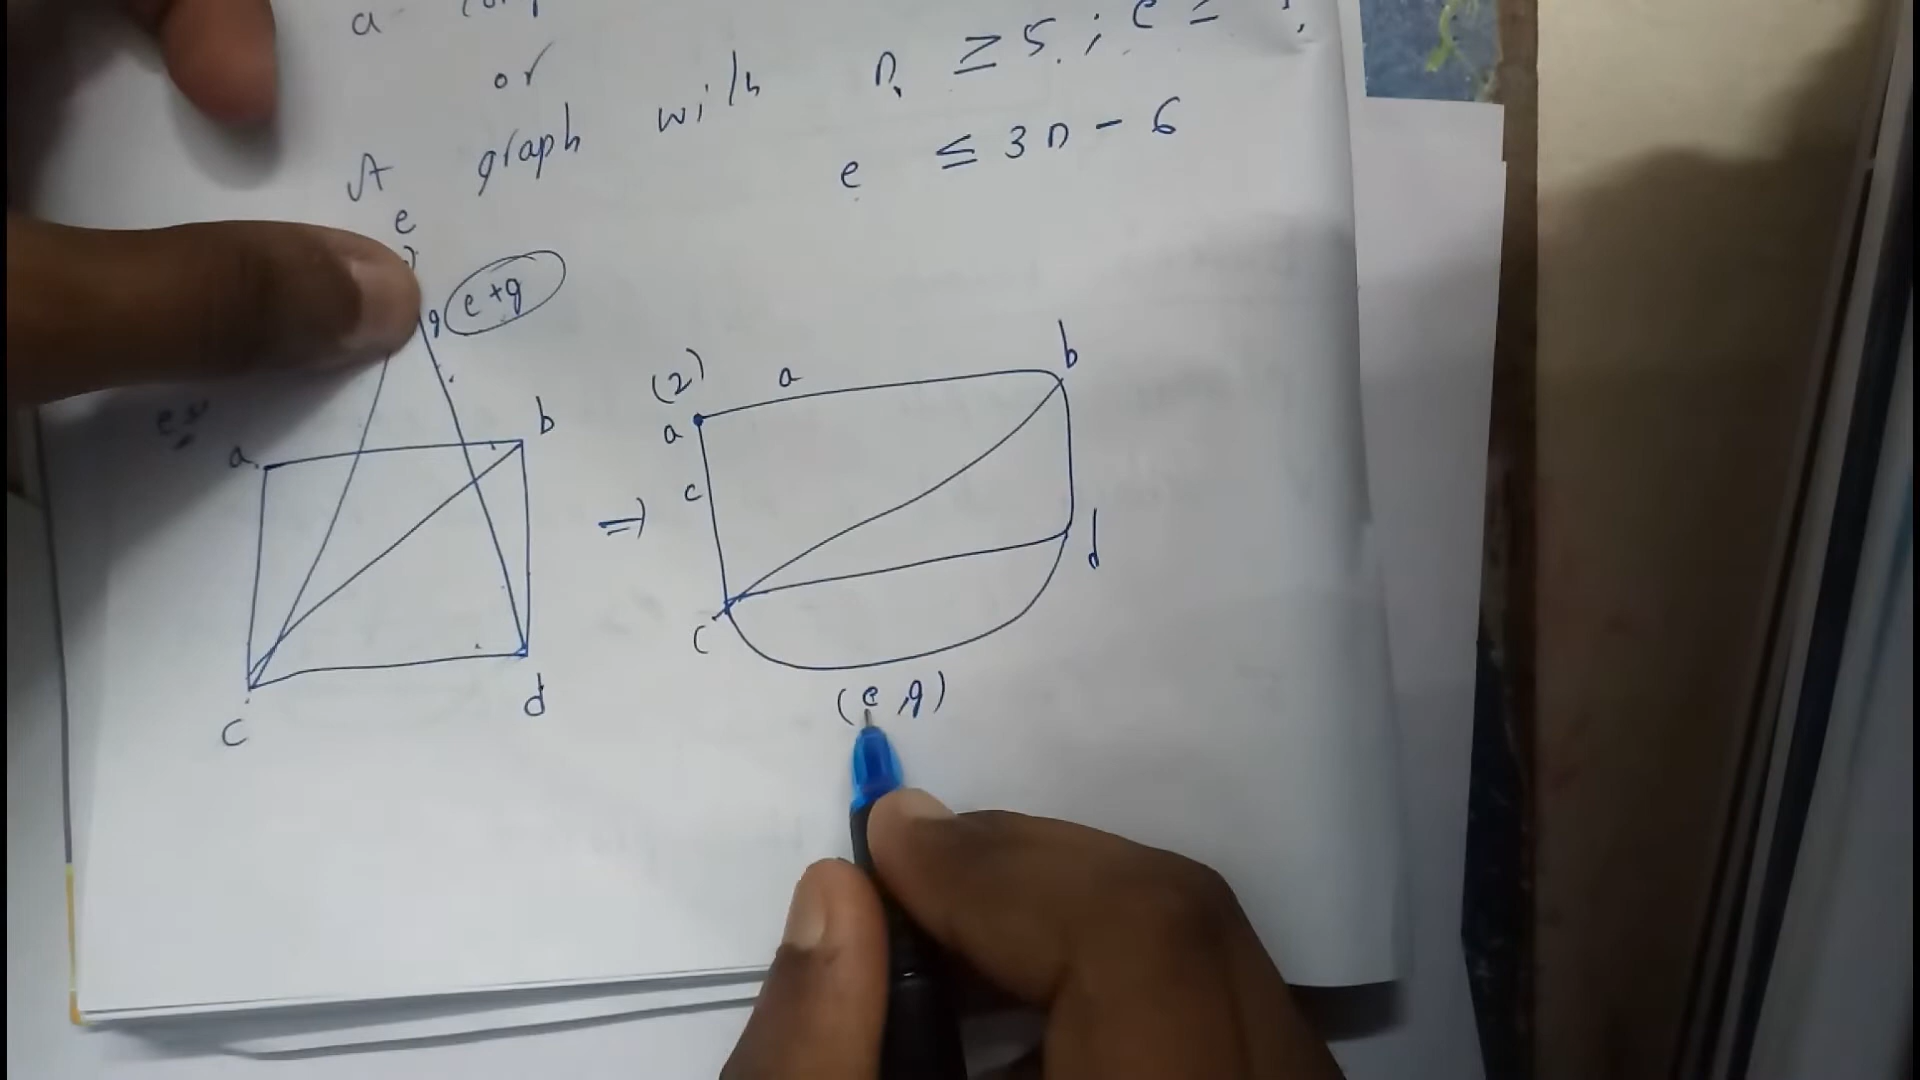 a
or
A graph with n ≥ 5 ; e ≥
e ≤ 3n - 6
e
g (e+g)
a b
c d
⇒
(2) a b
a
c
c d
(e,g)